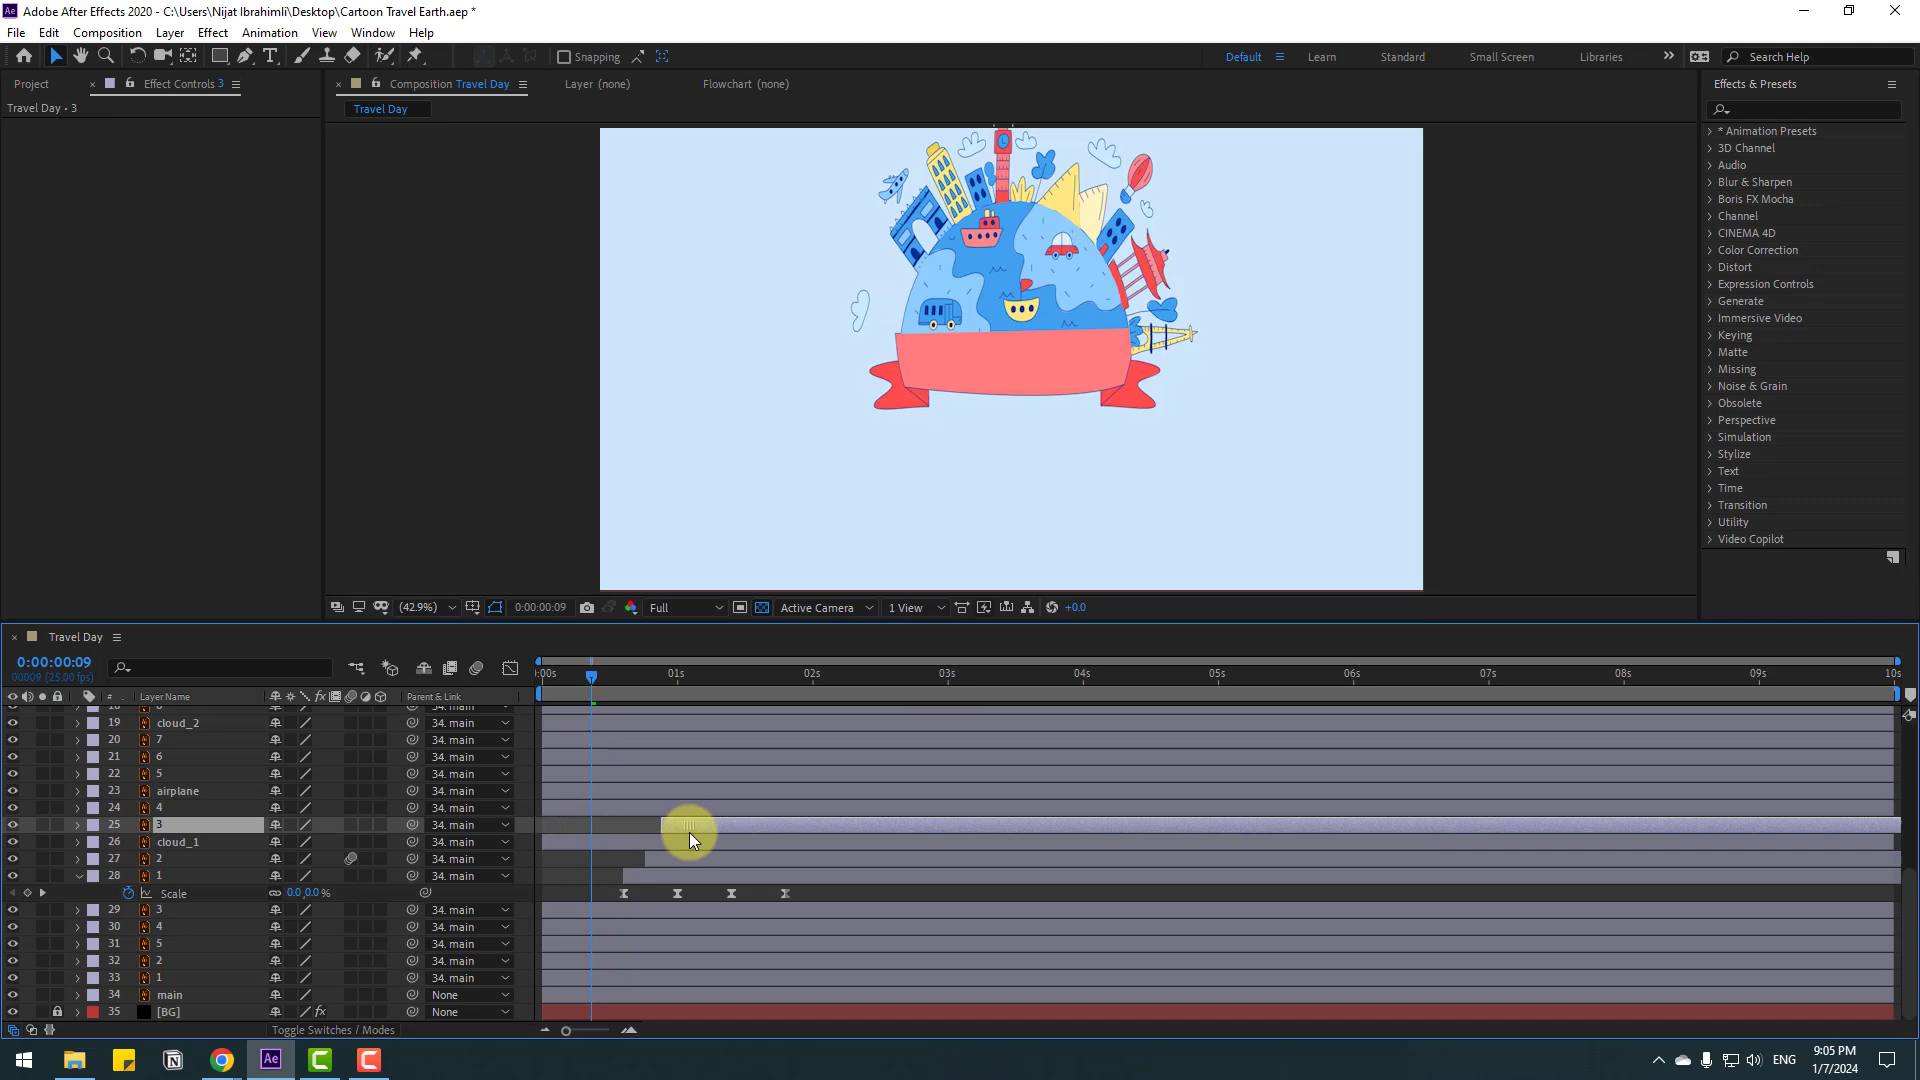 Adobe After Effects 2020 - C:\Users\Nijat Ibrahimli\Desktop\Cartoon Travel Earth.aep *
File Edit Composition Layer Effect Animation View Window Help
Snapping Default Learn Standard Small Screen Libraries Search Help
Project Effect Controls 3 Composition Travel Day Layer (none) Flowchart (none) Effects & Presets
Travel Day • 3
Travel Day
* Animation Presets
3D Channel
Audio
Blur & Sharpen
Boris FX Mocha
Channel
CINEMA 4D
Color Correction
Distort
Expression Controls
Generate
Immersive Video
Keying
Matte
Missing
Noise & Grain
Obsolete
Perspective
Simulation
Stylize
Text
Time
Transition
Utility
Video Copilot
(42.9%) 0:00:00:09 Full Active Camera 1 View +0.0
Travel Day
0:00:00:09
00009 (25.00 fps)
:00s 01s 02s 03s 04s 05s 06s 07s 08s 09s 10s
# Layer Name fx Parent & Link
19 cloud_2 34. main
20 7 34. main
21 6 34. main
22 5 34. main
23 airplane 34. main
24 4 34. main
25 3 34. main
26 cloud_1 34. main
27 2 34. main
28 1 34. main
Scale 0.0,0.0 %
29 3 34. main
30 4 34. main
31 5 34. main
32 2 34. main
33 1 34. main
34 main None
35 [BG] fx None
Toggle Switches / Modes
Ae
ENG
9:05 PM
1/7/2024